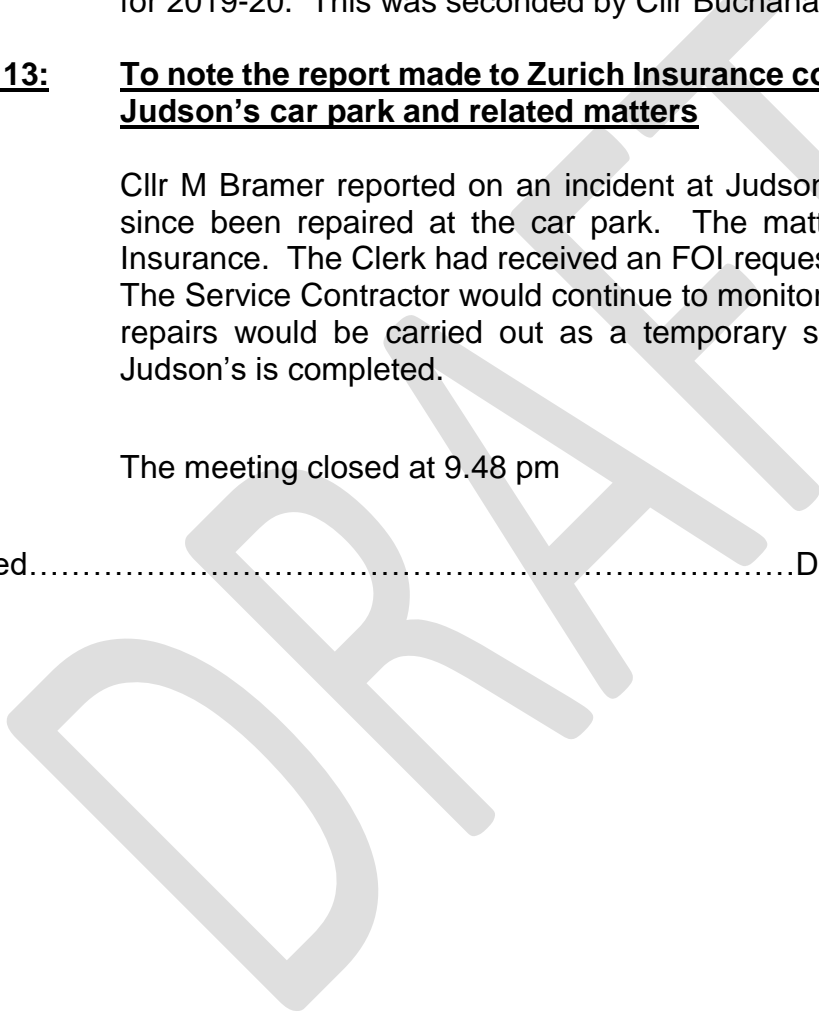 for 2019-20. This was seconded by Cllr Buchana
13: To note the report made to Zurich Insurance co
Judson's car park and related matters
Cllr M Bramer reported on an incident at Judson
since been repaired at the car park. The matt
Insurance. The Clerk had received an FOI reques
The Service Contractor would continue to monitor
repairs would be carried out as a temporary s
Judson's is completed.
The meeting closed at 9.48 pm
ed……………………………………………………………………D
DRAFT